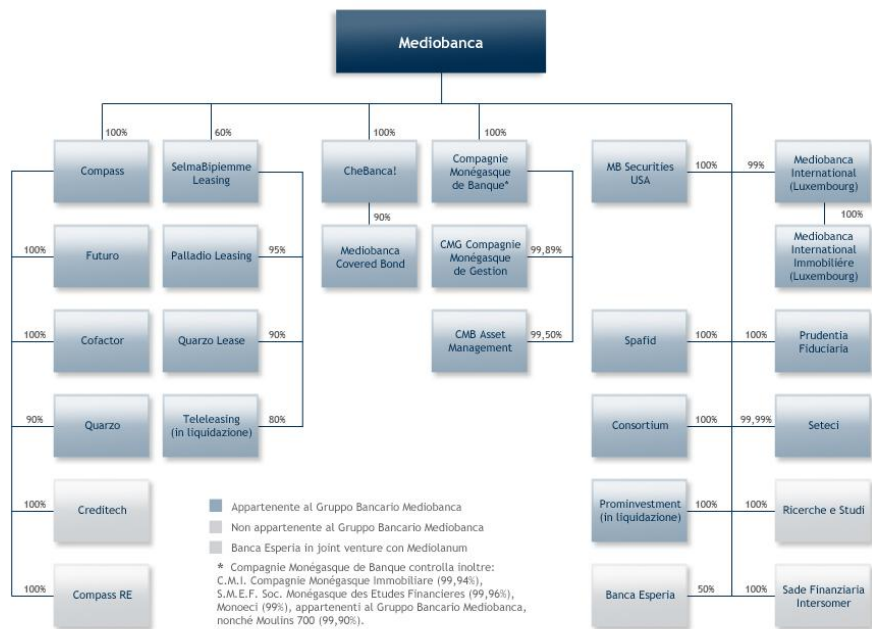 Mediobanca
100%
60%
100%
100%
Compass
SelmaBipiemme
Leasing
CheBanca!
Compagnie
Monégasque
de Banque*
MB Securities
USA
100%
99%
Mediobanca
International
(Luxembourg)
90%
100%
100%
Futuro
Palladio Leasing
95%
Mediobanca
Covered Bond
CMG Compagnie
Monégasque
de Gestion
99,89%
Mediobanca
International
Immobiliére
(Luxembourg)
100%
Cofactor
Quarzo Lease
90%
CMB Asset
Management
99,50%
Spafid
100%
100%
Prudentia
Fiduciaria
90%
Quarzo
Teleleasing
(in liquidazione)
80%
Consortium
100%
99,99%
Seteci
100%
Creditech
Prominvestment
(in liquidazione)
100%
100%
Ricerche e Studi
100%
Compass RE
Banca Esperia
50%
100%
Sade Finanziaria
Intersomer
Appartenente al Gruppo Bancario Mediobanca
Non appartenente al Gruppo Bancario Mediobanca
Banca Esperia in joint venture con Mediolanum
* Compagnie Monégasque de Banque controlla inoltre:
C.M.I. Compagnie Monégasque Immobiliare (99,94%),
S.M.E.F. Soc. Monégasque des Etudes Financieres (99,96%),
Monoeci (99%), appartenenti al Gruppo Bancario Mediobanca,
nonché Moulins 700 (99,90%).